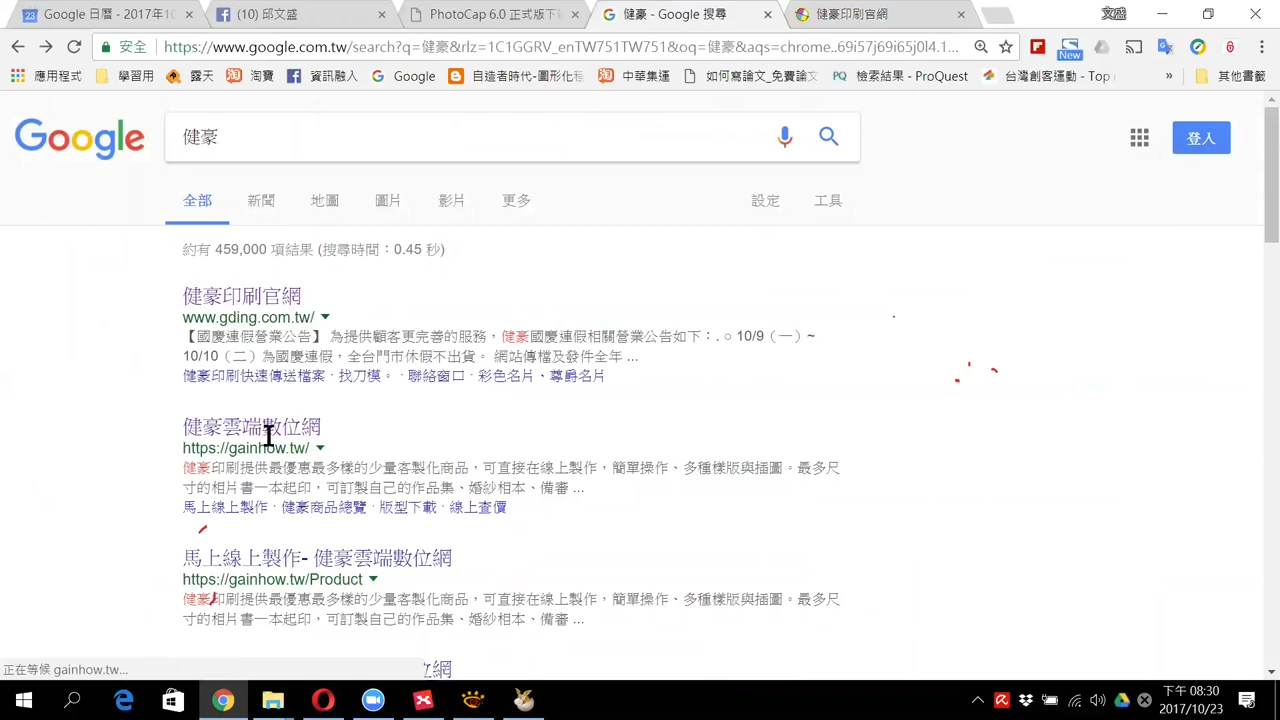 Google 日曆 - 2017年10
(10) 邱文盛
PhotoCap 6.0 正式版下載
健豪 - Google 搜尋
健豪印刷官網
文盛
安全
https://www.google.com.tw/search?q=健豪&rlz=1C1GGRV_enTW751TW751&oq=健豪&aqs=chrome..69i57j69i65j0l4.1...
New
應用程式
學習用
露天
淘寶
資訊融入
Google
自造者時代-圖形化程
中華集運
如何寫論文_免費論文
檢索結果 - ProQuest
台灣創客運動 - Top
»
其他書籤
Google
健豪
登入
全部
新聞
地圖
圖片
影片
更多
設定
工具
約有 459,000 項結果 (搜尋時間：0.45 秒)
健豪印刷官網
www.gding.com.tw/
【國慶連假營業公告】 為提供顧客更完善的服務，健豪國慶連假相關營業公告如下：. ○ 10/9（一）~
10/10（二）為國慶連假，全台門市休假不出貨。 網站傳檔及發件全年 ...
健豪印刷快速傳送檔案 · 找刀模。 · 聯絡窗口 · 彩色名片、尊爵名片
健豪雲端數位網
https://gainhow.tw/
健豪印刷提供最優惠最多樣的少量客製化商品，可直接在線上製作，簡單操作、多種樣版與插圖。最多尺
寸的相片書一本起印，可訂製自己的作品集、婚紗相本、備審 ...
馬上線上製作 · 健豪商品總覽 · 版型下載 · 線上查價
馬上線上製作- 健豪雲端數位網
https://gainhow.tw/Product
健豪印刷提供最優惠最多樣的少量客製化商品，可直接在線上製作，簡單操作、多種樣版與插圖。最多尺
寸的相片書一本起印，可訂製自己的作品集、婚紗相本、備審 ...
正在等候 gainhow.tw...
位網
下午 08:30
2017/10/23